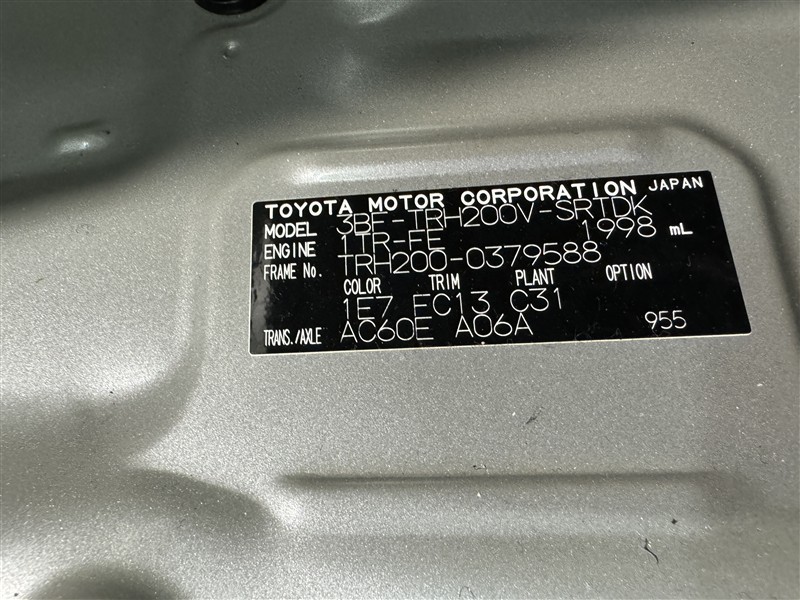 TOYOTA MOTOR CORPORATION JAPAN
MODEL 3BF-TRH200V-SRTDK
ENGINE 1TR-FE 1998 mL
FRAME No. TRH200-0379588
COLOR TRIM PLANT OPTION
1E7 FC13 C31
TRANS./AXLE AC60E A06A 955